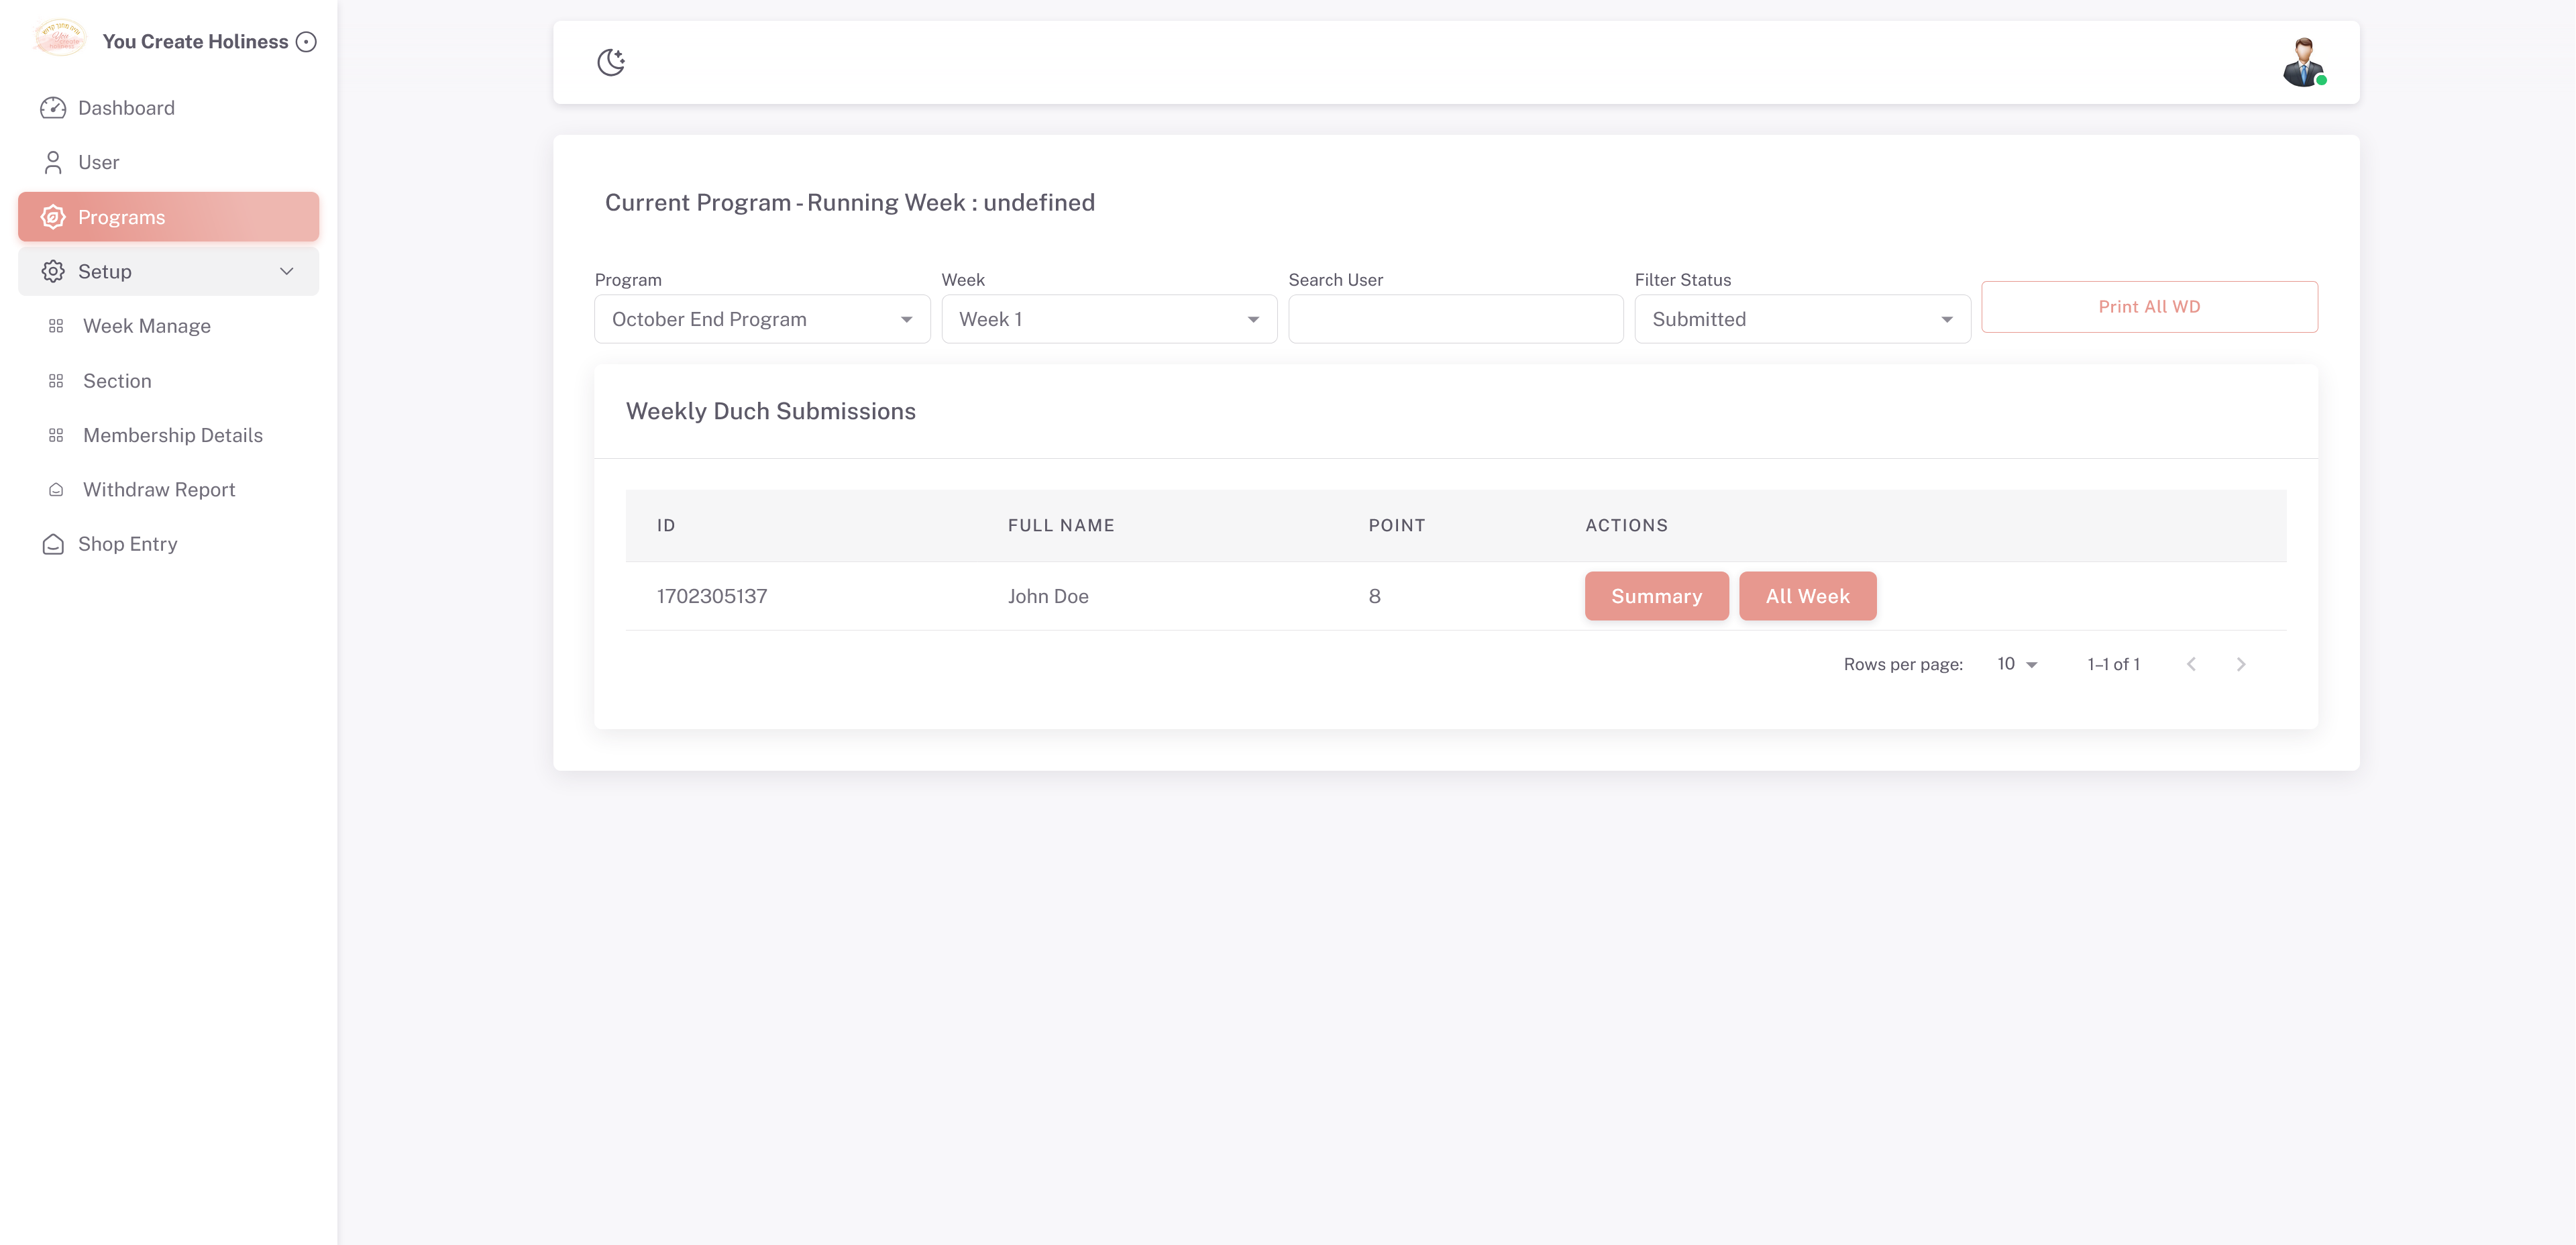 You Create Holiness
Dashboard
User
Programs
Setup
Week Manage
Section
Membership Details
Withdraw Report
Shop Entry
Current Program - Running Week : undefined
Program
Week
Search User
Filter Status
October End Program
Week 1
Submitted
Print All WD
Weekly Duch Submissions
ID FULL NAME POINT ACTIONS
1702305137 John Doe 8 Summary All Week
Rows per page: 10 1–1 of 1